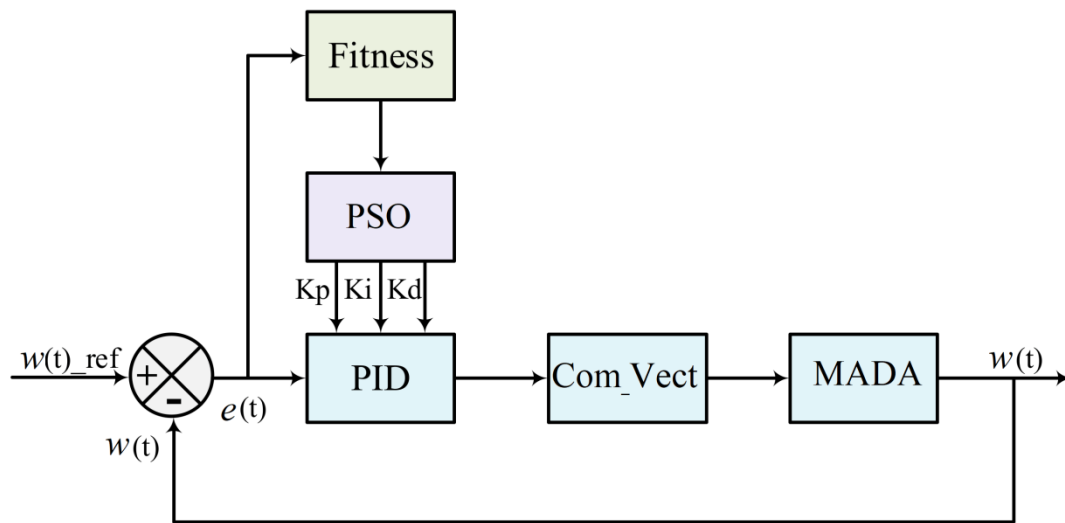 Fitness
PSO
Kp Ki Kd
w(t)_ref
+
-
w(t)
e(t)
PID
Com_Vect
MADA
w(t)